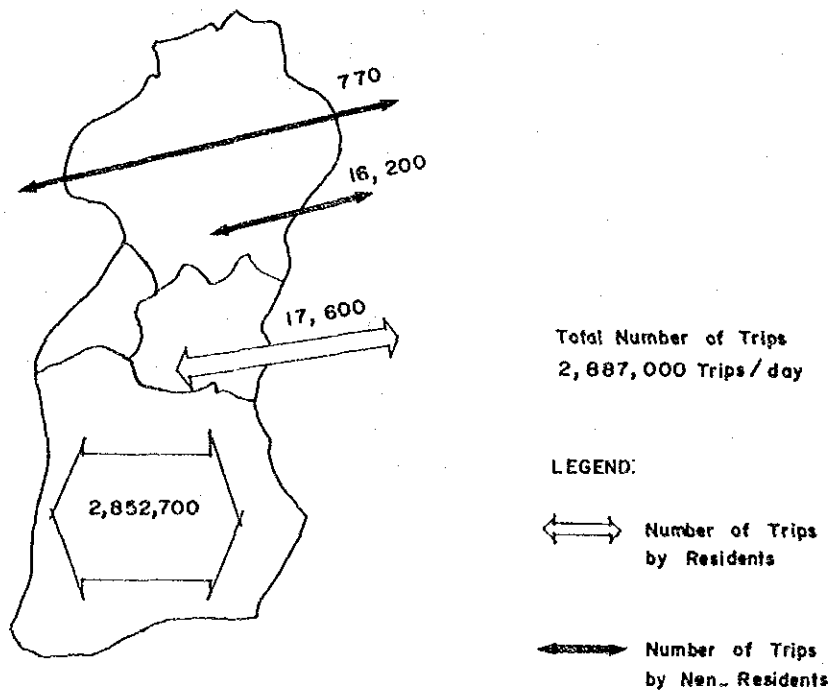 770
16, 200
17, 600
Total Number of Trips
2, 887, 000 Trips / day
LEGEND:
2,852,700
Number of Trips
by Residents
Number of Trips
by Nen_ Residents